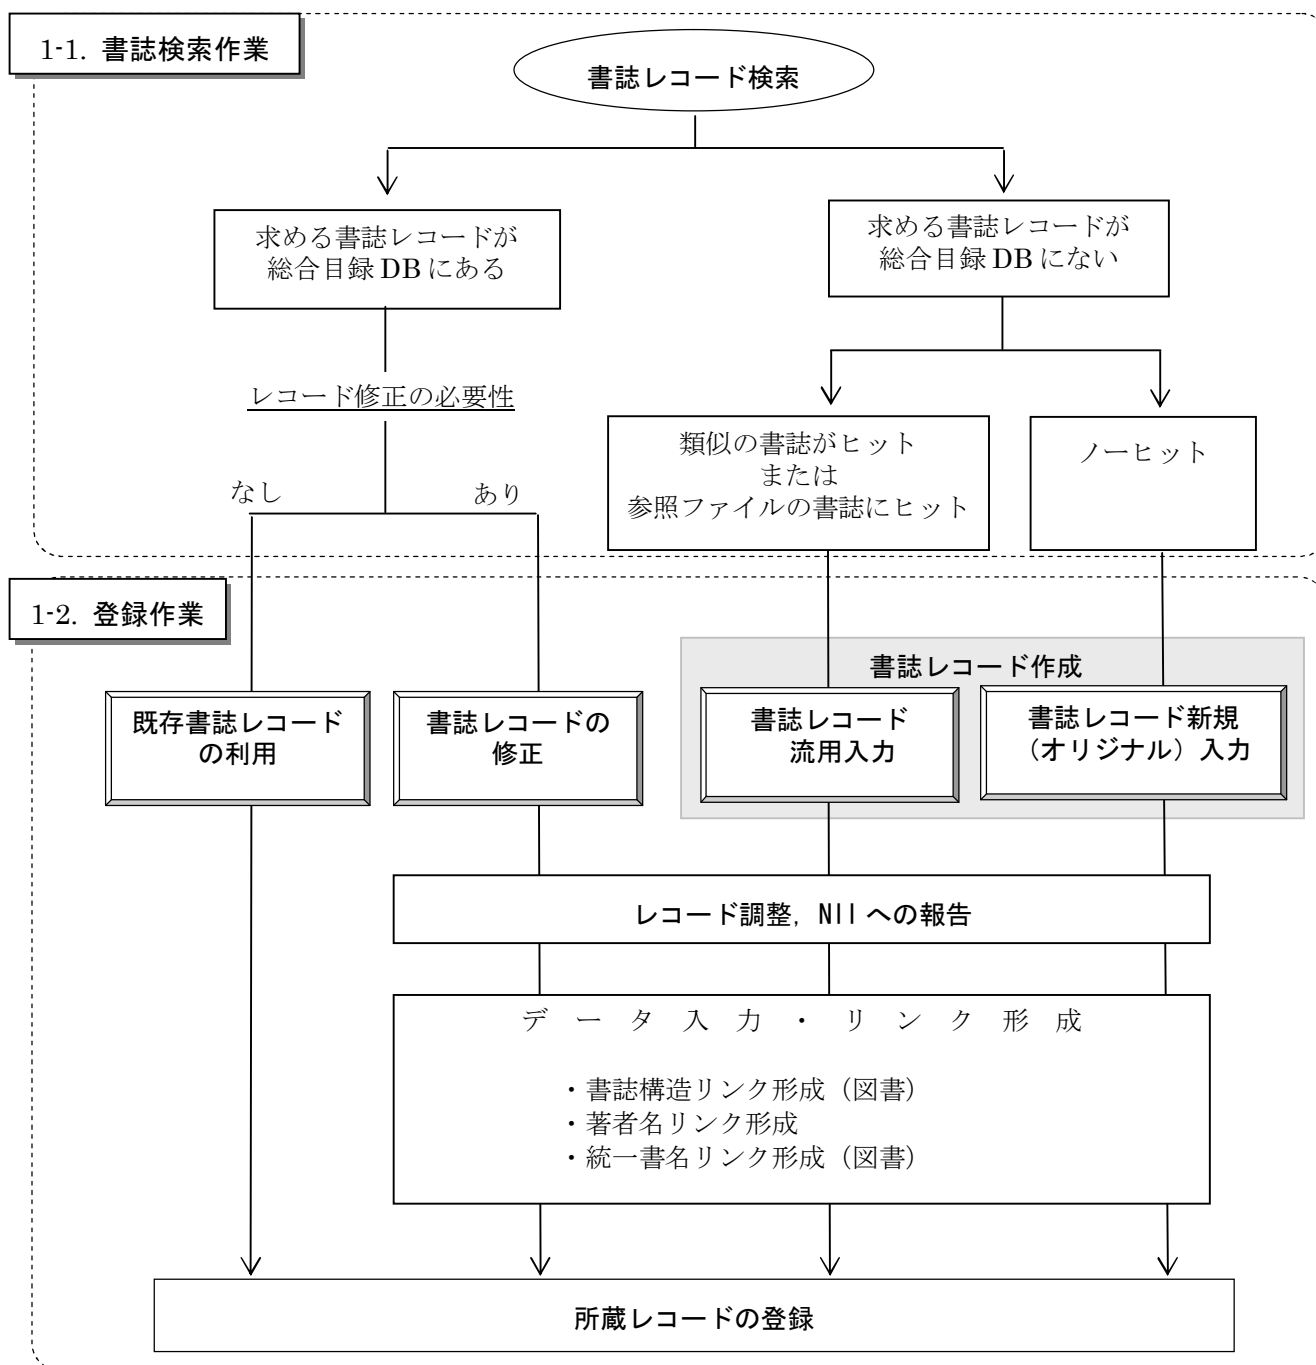 1-1. 書誌検索作業
書誌レコード検索
求める書誌レコードが
総合目録 DB にある
求める書誌レコードが
総合目録 DB にない
レコード修正の必要性
なし
あり
類似の書誌がヒット
または
参照ファイルの書誌にヒット
ノーヒット
1-2. 登録作業
書誌レコード作成
既存書誌レコード
の利用
書誌レコードの
修正
書誌レコード
流用入力
書誌レコード新規
(オリジナル) 入力
レコード調整, NII への報告
データ入力・リンク形成
・書誌構造リンク形成(図書)
・著者名リンク形成
・統一書名リンク形成(図書)
所蔵レコードの登録